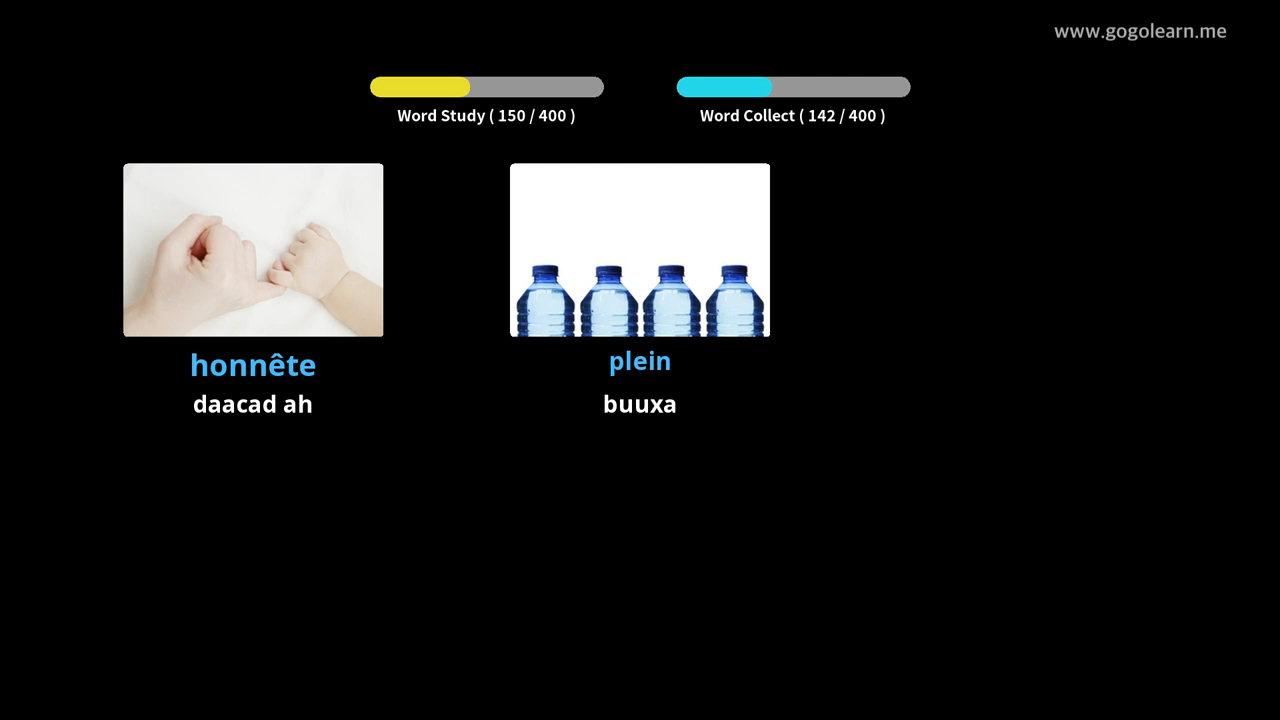 www.gogolearn.me
Word Study ( 150 / 400 )
Word Collect ( 142 / 400 )
honnête
daacad ah
plein
buuxa